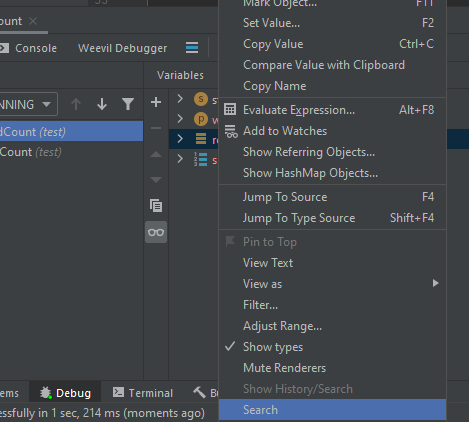 ount
Console
Weevil Debugger
Variables
NNING
dCount (test)
Count (test)
s
Mark Object... F11
Set Value... F2
Copy Value Ctrl+C
Compare Value with Clipboard
Copy Name
Evaluate Expression... Alt+F8
Add to Watches
Show Referring Objects...
Show HashMap Objects...
Jump To Source F4
Jump To Type Source Shift+F4
Pin to Top
View Text
View as
Filter...
Adjust Range...
Show types
Mute Renderers
Show History/Search
Search
ems
Debug
Terminal
essfully in 1 sec, 214 ms (moments ago)